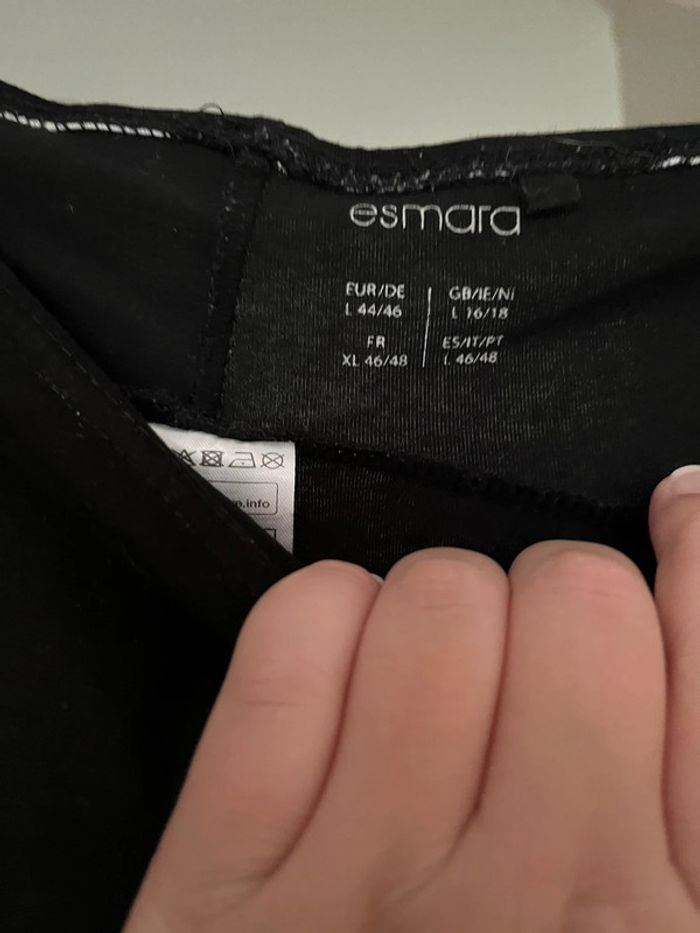 esmara
EUR/DE
L 44/46
GB/IE/NI
L 16/18
FR
XL 46/48
ES/IT/PT
L 46/48
.info